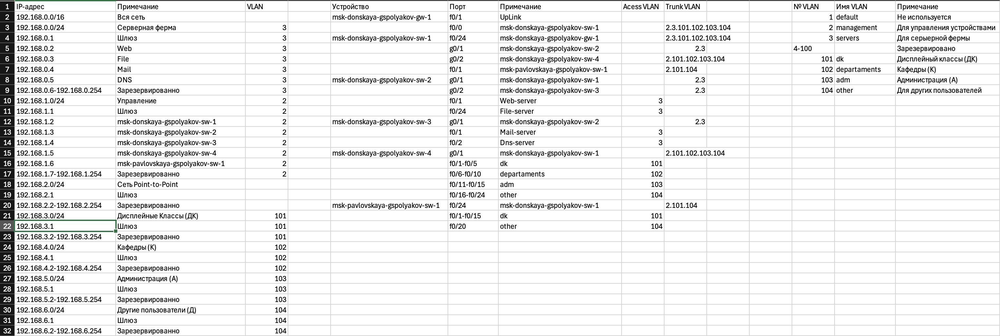 1 IP-адрес Примечание VLAN Устройство Порт Примечание Acess VLAN Trunk VLAN № VLAN Имя VLAN Примечание
2 192.168.0.0/16 Вся сеть msk-donskaya-gspolyakov-gw-1 f0/1 UpLink 1 default Не используется
3 192.168.0.0/24 Серверная ферма 3 f0/0 msk-donskaya-gspolyakov-sw-1 2.3.101.102.103.104 2 management Для управления устройствами
4 192.168.0.1 Шлюз 3 msk-donskaya-gspolyakov-sw-1 f0/24 msk-donskaya-gspolyakov-gw-1 2.3.101.102.103.104 3 servers Для серыерной фермы
5 192.168.0.2 Web 3 g0/1 msk-donskaya-gspolyakov-sw-2 2.3 4-100 Зарезервировано
6 192.168.0.3 File 3 g0/2 msk-donskaya-gspolyakov-sw-4 2.101.102.103.104 101 dk Дисплейный классы (ДК)
7 192.168.0.4 Mail 3 f0/1 msk-pavlovskaya-gspolyakov-sw-1 2.101.104 102 departaments Кафедры (К)
8 192.168.0.5 DNS 3 msk-donskaya-gspolyakov-sw-2 g0/1 msk-donskaya-gspolyakov-sw-1 2.3 103 adm Администрация (А)
9 192.168.0.6-192.168.0.254 Зарезервированно 3 g0/2 msk-donskaya-gspolyakov-sw-3 2.3 104 other Для других пользователей
10 192.168.1.0/24 Управление 2 f0/1 Web-server 3
11 192.168.1.1 Шлюз 2 f0/24 File-server 3
12 192.168.1.2 msk-donskaya-gspolyakov-sw-1 2 msk-donskaya-gspolyakov-sw-3 g0/1 msk-donskaya-gspolyakov-sw-2 2.3
13 192.168.1.3 msk-donskaya-gspolyakov-sw-2 2 f0/1 Mail-server 3
14 192.168.1.4 msk-donskaya-gspolyakov-sw-3 2 f0/2 Dns-server 3
15 192.168.1.5 msk-donskaya-gspolyakov-sw-4 2 msk-donskaya-gspolyakov-sw-4 g0/1 msk-donskaya-gspolyakov-sw-1 2.101.102.103.104
16 192.168.1.6 msk-pavlovskaya-gspolyakov-sw-1 2 f0/1-f0/5 dk 101
17 192.168.1.7-192.168.1.254 Зарезервированно 2 f0/6-f0/10 departaments 102
18 192.168.2.0/24 Сеть Point-to-Point f0/11-f0/15 adm 103
19 192.168.2.1 Шлюз f0/16-f0/24 other 104
20 192.168.2.2-192.168.2.254 Зарезервированно msk-pavlovskaya-gspolyakov-sw-1 f0/24 msk-donskaya-gspolyakov-sw-1 2.101.104
21 192.168.3.0/24 Дисплейные Классы (ДК) 101 f0/1-f0/15 dk 101
22 192.168.3.1 Шлюз 101 f0/20 other 104
23 192.168.3.2-192.168.3.254 Зарезервированно 101
24 192.168.4.0/24 Кафедры (К) 102
25 192.168.4.1 Шлюз 102
26 192.168.4.2-192.168.4.254 Зарезервированно 102
27 192.168.5.0/24 Администрация (А) 103
28 192.168.5.1 Шлюз 103
29 192.168.5.2-192.168.5.254 Зарезервированно 103
30 192.168.6.0/24 Другие пользователи (Д) 104
31 192.168.6.1 Шлюз 104
32 192.168.6.2-192.168.6.254 Зарезервированно 104